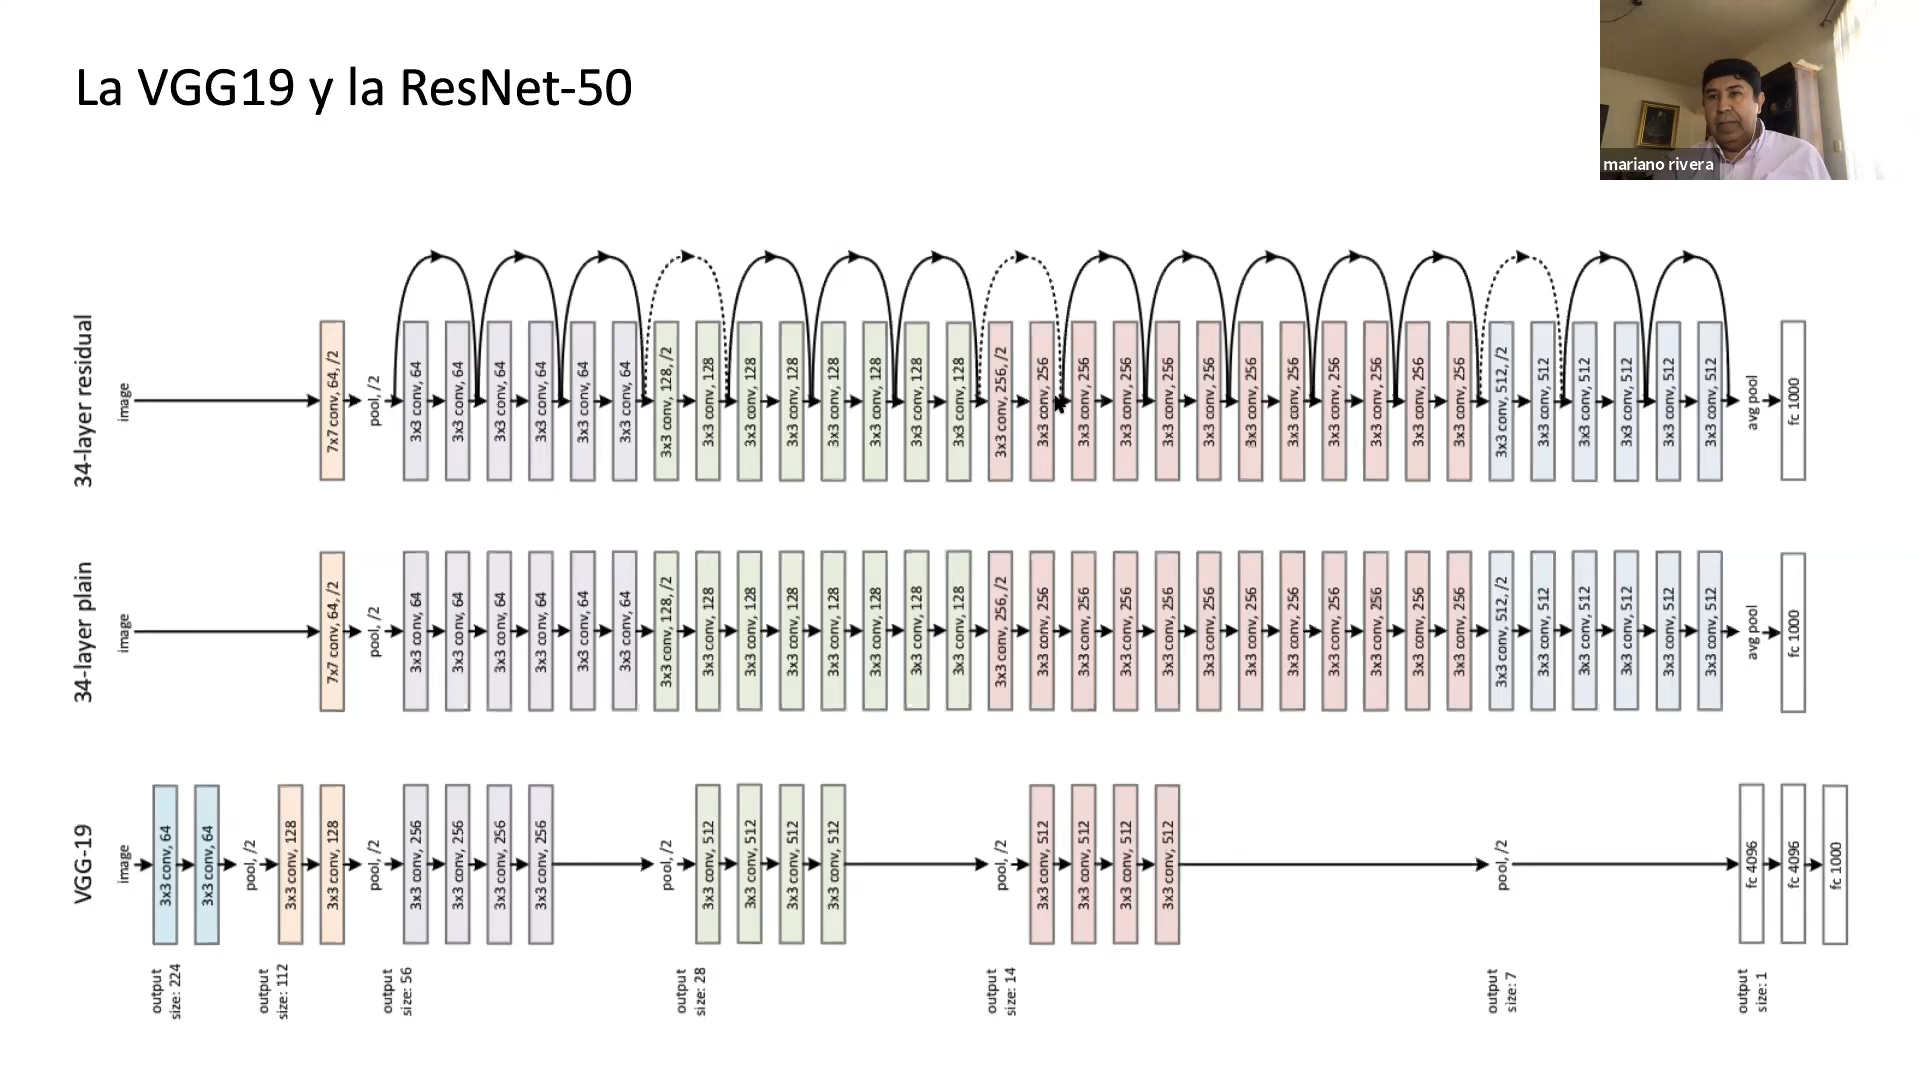 La VGG19 y la ResNet-50
mariano rivera
34-layer residual
image
7x7 conv, 64, /2
pool, /2
3x3 conv, 64
3x3 conv, 64
3x3 conv, 64
3x3 conv, 64
3x3 conv, 64
3x3 conv, 64
3x3 conv, 128, /2
3x3 conv, 128
3x3 conv, 128
3x3 conv, 128
3x3 conv, 128
3x3 conv, 128
3x3 conv, 128
3x3 conv, 128
3x3 conv, 256, /2
3x3 conv, 256
3x3 conv, 256
3x3 conv, 256
3x3 conv, 256
3x3 conv, 256
3x3 conv, 256
3x3 conv, 256
3x3 conv, 256
3x3 conv, 256
3x3 conv, 256
3x3 conv, 256
3x3 conv, 512, /2
3x3 conv, 512
3x3 conv, 512
3x3 conv, 512
3x3 conv, 512
3x3 conv, 512
avg pool
fc 1000
34-layer plain
image
7x7 conv, 64, /2
pool, /2
3x3 conv, 64
3x3 conv, 64
3x3 conv, 64
3x3 conv, 64
3x3 conv, 64
3x3 conv, 64
3x3 conv, 128, /2
3x3 conv, 128
3x3 conv, 128
3x3 conv, 128
3x3 conv, 128
3x3 conv, 128
3x3 conv, 128
3x3 conv, 128
3x3 conv, 256, /2
3x3 conv, 256
3x3 conv, 256
3x3 conv, 256
3x3 conv, 256
3x3 conv, 256
3x3 conv, 256
3x3 conv, 256
3x3 conv, 256
3x3 conv, 256
3x3 conv, 256
3x3 conv, 256
3x3 conv, 512, /2
3x3 conv, 512
3x3 conv, 512
3x3 conv, 512
3x3 conv, 512
3x3 conv, 512
avg pool
fc 1000
VGG-19
image
3x3 conv, 64
3x3 conv, 64
pool, /2
3x3 conv, 128
3x3 conv, 128
pool, /2
3x3 conv, 256
3x3 conv, 256
3x3 conv, 256
3x3 conv, 256
pool, /2
3x3 conv, 512
3x3 conv, 512
3x3 conv, 512
3x3 conv, 512
pool, /2
3x3 conv, 512
3x3 conv, 512
3x3 conv, 512
3x3 conv, 512
pool, /2
fc 4096
fc 4096
fc 1000
output
size: 224
output
size: 112
output
size: 56
output
size: 28
output
size: 14
output
size: 7
output
size: 1